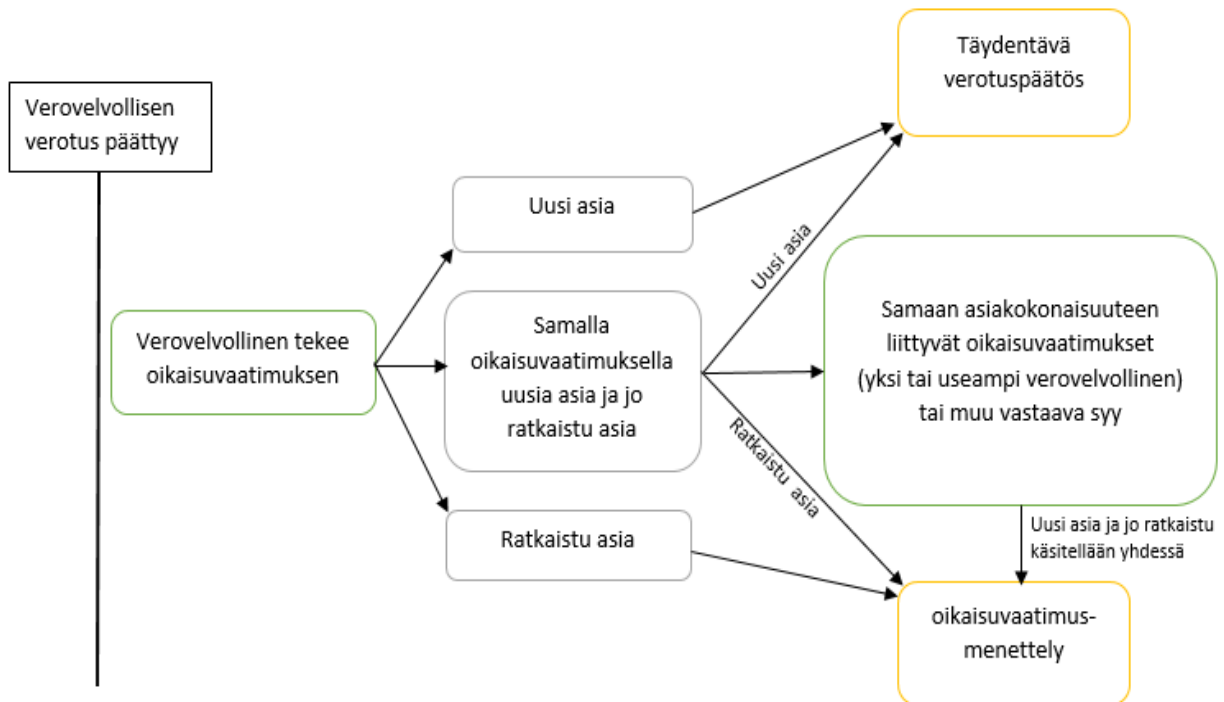 Verovelvollisen
verotus päättyy
Verovelvollinen tekee
oikaisuvaatimuksen
Uusi asia
Samalla
oikaisuvaatimuksella
uusia asia ja jo
ratkaistu asia
Ratkaistu asia
Uusi asia
Ratkaistu asia
Täydentävä
verotuspäätös
Samaan asiakokonaisuuteen
liittyvät oikaisuvaatimukset
(yksi tai useampi verovelvollinen)
tai muu vastaava syy
Uusi asia ja jo ratkaistu
käsitellään yhdessä
oikaisuvaatimus-
menettely